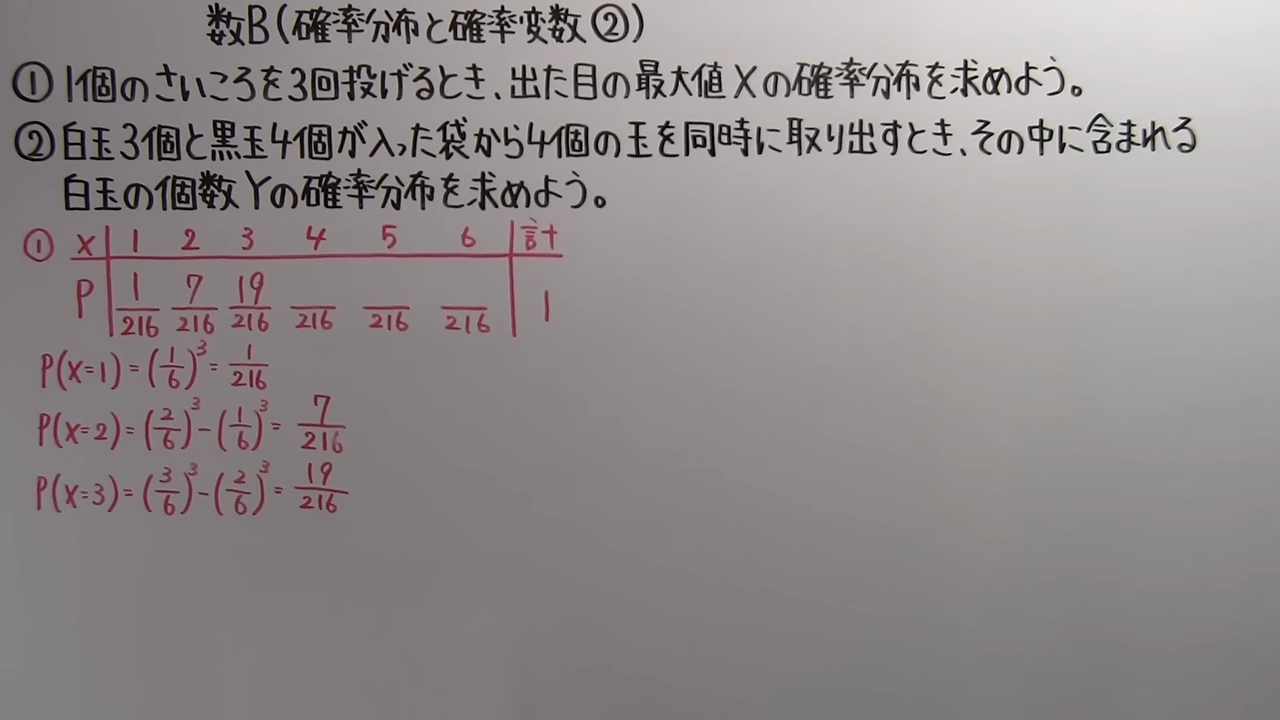 数B(確率分布と確率変数②)
①1個のさいころを3回投げるとき、出た目の最大値Xの確率分布を求めよう。
②白玉3個と黒玉4個が入った袋から4個の玉を同時に取り出すとき、その中に含まれる
白玉の個数Yの確率分布を求めよう。
① X 1 2 3 4 5 6 計
P 1/216 7/216 19/216 /216 /216 /216 1
P(X=1)=(1/6)³=1/216
P(X=2)=(2/6)³-(1/6)³=7/216
P(X=3)=(3/6)³-(2/6)³=19/216